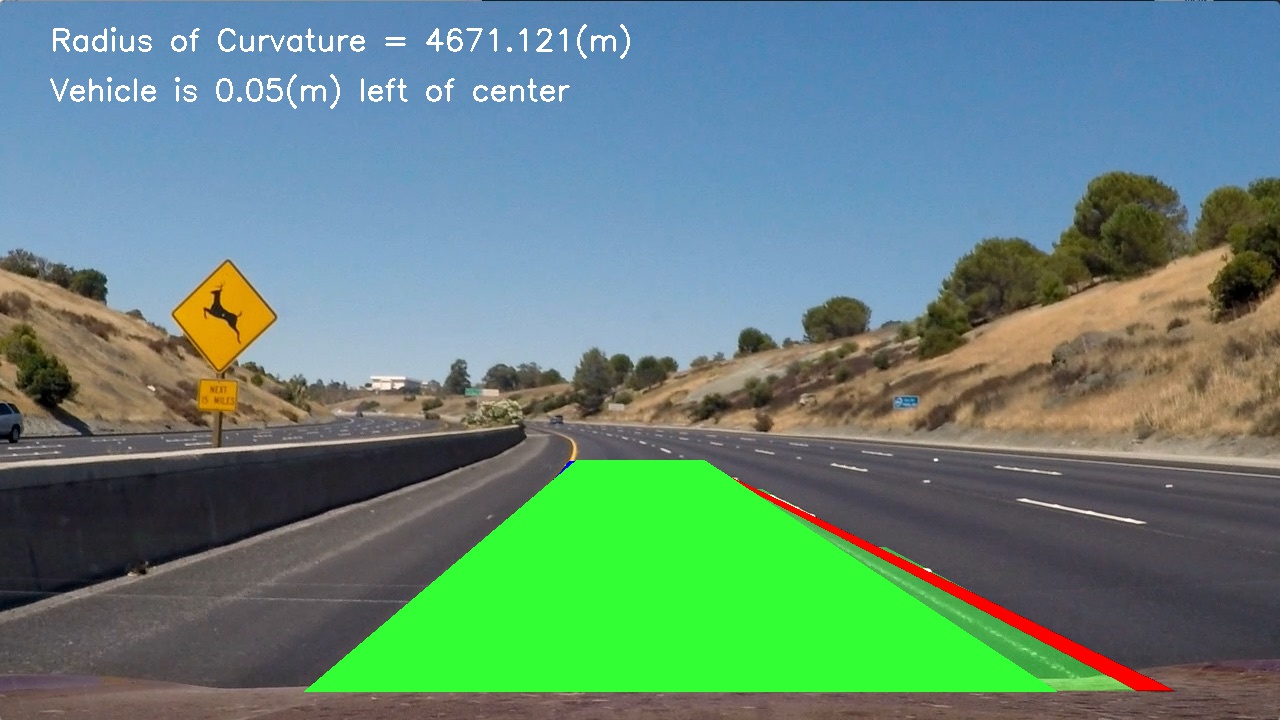 Radius of Curvature = 4671.121(m)
Vehicle is 0.05(m) left of center
NEXT
15 MILES